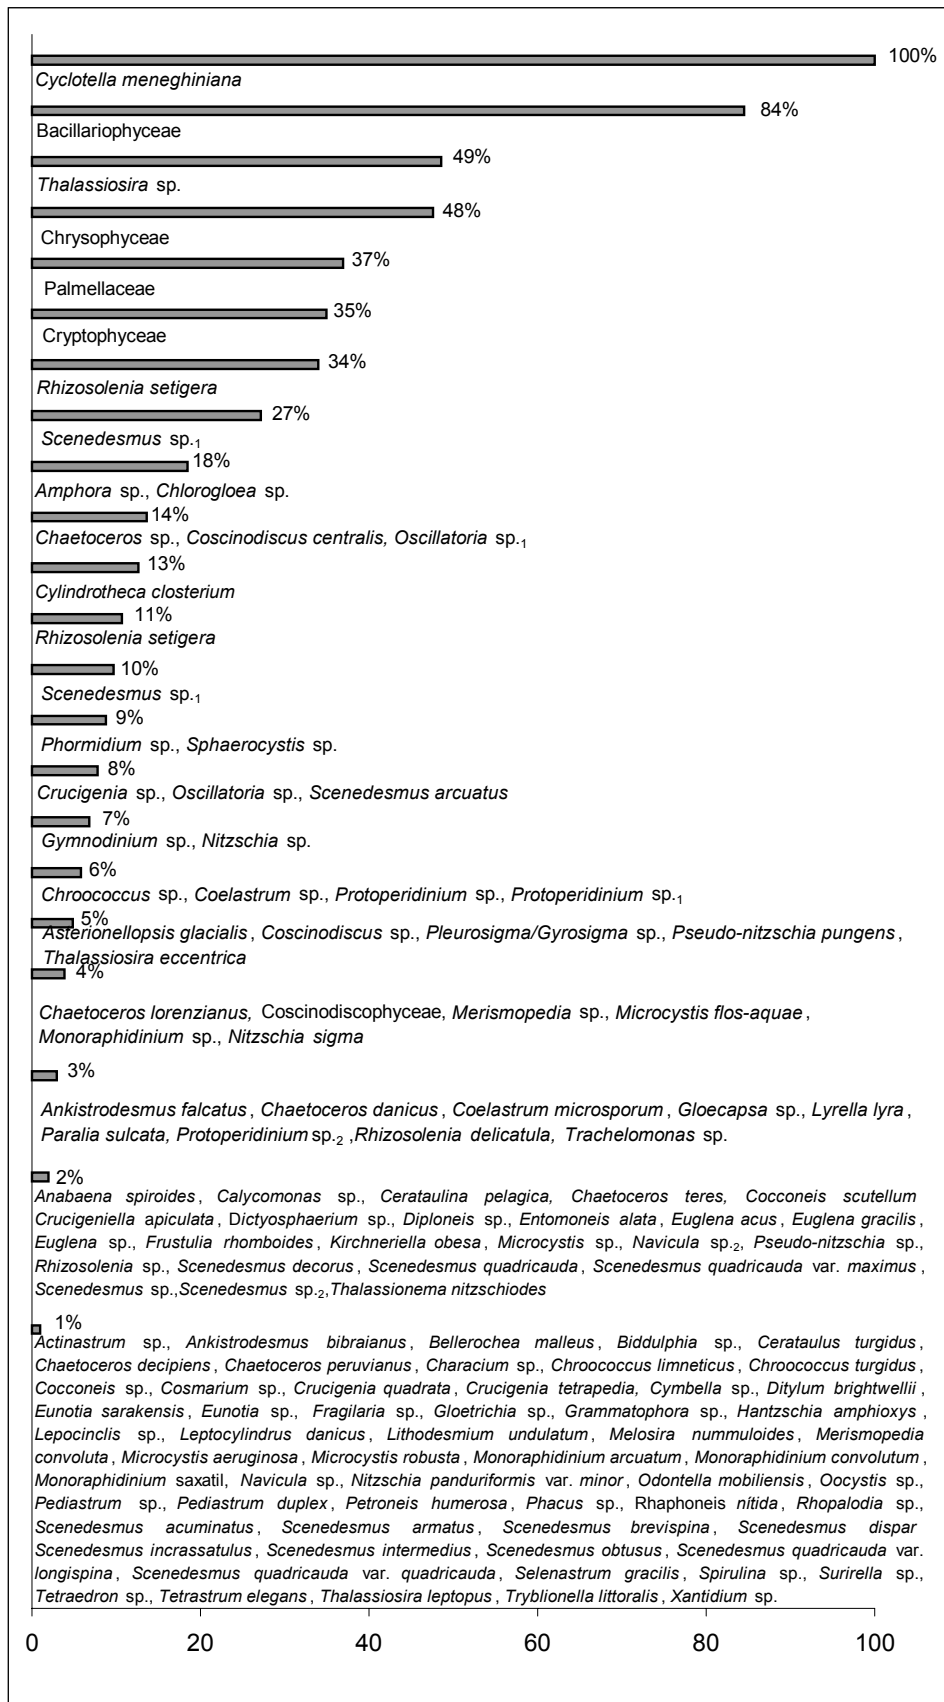 100%
Cyclotella meneghiniana
84%
Bacillariophyceae
49%
Thalassiosira sp.
48%
Chrysophyceae
37%
Palmellaceae
35%
Cryptophyceae
34%
Rhizosolenia setigera
27%
Scenedesmus sp.1
18%
Amphora sp., Chlorogloea sp.
14%
Chaetoceros sp., Coscinodiscus centralis, Oscillatoria sp.1
13%
Cylindrotheca closterium
11%
Rhizosolenia setigera
10%
Scenedesmus sp.1
9%
Phormidium sp., Sphaerocystis sp.
8%
Crucigenia sp., Oscillatoria sp., Scenedesmus arcuatus
7%
Gymnodinium sp., Nitzschia sp.
6%
Chroococcus sp., Coelastrum sp., Protoperidinium sp., Protoperidinium sp.1
5%
Asterionellopsis glacialis, Coscinodiscus sp., Pleurosigma/Gyrosigma sp., Pseudo-nitzschia pungens,
Thalassiosira eccentrica
4%
Chaetoceros lorenzianus, Coscinodiscophyceae, Merismopedia sp., Microcystis flos-aquae,
Monoraphidinium sp., Nitzschia sigma
3%
Ankistrodesmus falcatus, Chaetoceros danicus, Coelastrum microsporum, Gloecapsa sp., Lyrella lyra,
Paralia sulcata, Protoperidinium sp.2 ,Rhizosolenia delicatula, Trachelomonas sp.
2%
Anabaena spiroides, Calycomonas sp., Cerataulina pelagica, Chaetoceros teres, Cocconeis scutellum
Crucigeniella apiculata, Dictyosphaerium sp., Diploneis sp., Entomoneis alata, Euglena acus, Euglena gracilis,
Euglena sp., Frustulia rhomboides, Kirchneriella obesa, Microcystis sp., Navicula sp.2, Pseudo-nitzschia sp.,
Rhizosolenia sp., Scenedesmus decorus, Scenedesmus quadricauda, Scenedesmus quadricauda var. maximus,
Scenedesmus sp.,Scenedesmus sp.2,Thalassionema nitzschiodes
1%
Actinastrum sp., Ankistrodesmus bibraianus, Bellerochea malleus, Biddulphia sp., Cerataulus turgidus,
Chaetoceros decipiens, Chaetoceros peruvianus, Characium sp., Chroococcus limneticus, Chroococcus turgidus,
Cocconeis sp., Cosmarium sp., Crucigenia quadrata, Crucigenia tetrapedia, Cymbella sp., Ditylum brightwellii,
Eunotia sarakensis, Eunotia sp., Fragilaria sp., Gloetrichia sp., Grammatophora sp., Hantzschia amphioxys,
Lepocinclis sp., Leptocylindrus danicus, Lithodesmium undulatum, Melosira nummuloides, Merismopedia
convoluta, Microcystis aeruginosa, Microcystis robusta, Monoraphidinium arcuatum, Monoraphidinium convolutum,
Monoraphidinium saxatil, Navicula sp., Nitzschia panduriformis var. minor, Odontella mobiliensis, Oocystis sp.,
Pediastrum sp., Pediastrum duplex, Petroneis humerosa, Phacus sp., Rhaphoneis nítida, Rhopalodia sp.,
Scenedesmus acuminatus, Scenedesmus armatus, Scenedesmus brevispina, Scenedesmus dispar
Scenedesmus incrassatulus, Scenedesmus intermedius, Scenedesmus obtusus, Scenedesmus quadricauda var.
longispina, Scenedesmus quadricauda var. quadricauda, Selenastrum gracilis, Spirulina sp., Surirella sp.,
Tetraedron sp., Tetrastrum elegans, Thalassiosira leptopus, Tryblionella littoralis, Xantidium sp.
0 20 40 60 80 100